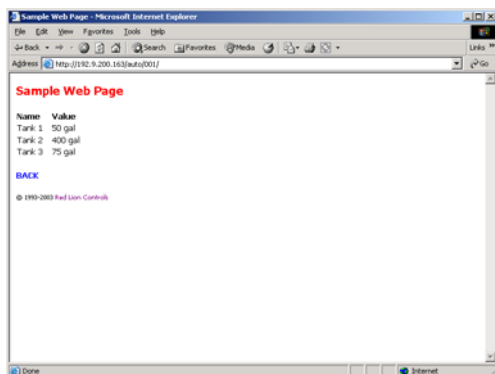 Sample Web Page - Microsoft Internet Explorer
File Edit View Favorites Tools Help
Back Search Favorites Media Links »
Address http://192.9.200.163/auto/001/ Go
Sample Web Page
Name Value
Tank 1 50 gal
Tank 2 400 gal
Tank 3 75 gal
BACK
© 1993-2003 Red Lion Controls
Done Internet